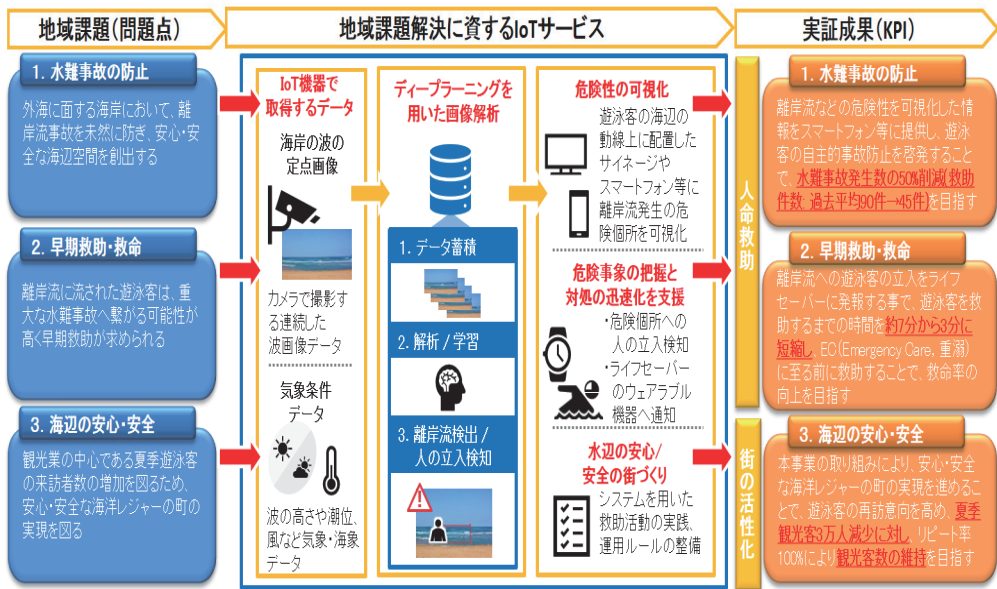 地域課題(問題点)
1. 水難事故の防止
外海に面する海岸において、離
岸流事故を未然に防ぎ、安心・安
全な海辺空間を創出する
2. 早期救助・救命
離岸流に流された遊泳客は、重
大な水難事故へ繋がる可能性が
高く早期救助が求められる
3. 海辺の安心・安全
観光業の中心である夏季遊泳客
の来訪者数の増加を図るため、
安心・安全な海洋レジャーの町の
実現を図る
地域課題解決に資するIoTサービス
IoT機器で
取得するデータ
海岸の波の
定点画像
カメラで撮影す
る連続した
波画像データ
気象条件
データ
波の高さや潮位、
風など気象・海象
データ
ディープラーニングを
用いた画像解析
1. データ蓄積
2. 解析 / 学習
3. 離岸流検出 /
人の立入検知
危険性の可視化
遊泳客の海辺の
動線上に配置した
サイネージや
スマートフォン等に
離岸流発生の危
険個所を可視化
危険事象の把握と
対処の迅速化を支援
・危険個所への
人の立入検知
・ライフセーバー
のウェアラブル
機器へ通知
水辺の安心/
安全の街づくり
システムを用いた
救助活動の実践、
運用ルールの整備
人命救助
街の活性化
実証成果(KPI)
1. 水難事故の防止
離岸流などの危険性を可視化した情
報をスマートフォン等に提供し、遊泳
客の自主的事故防止を啓発すること
で、水難事故発生数の50%削減(救助
件数: 過去平均90件→45件)を目指す
2. 早期救助・救命
離岸流への遊泳客の立入をライフ
セーバーに発報する事で、遊泳客を救
助するまでの時間を約7分から3分に
短縮し、EC(Emergency Care, 重溺)
に至る前に救助することで、救命率の
向上を目指す
3. 海辺の安心・安全
本事業の取り組みにより、安心・安全
な海洋レジャーの町の実現を進めるこ
とで、遊泳客の再訪意向を高め、夏季
観光客3万人減少に対し、リピート率
100%により観光客数の維持を目指す